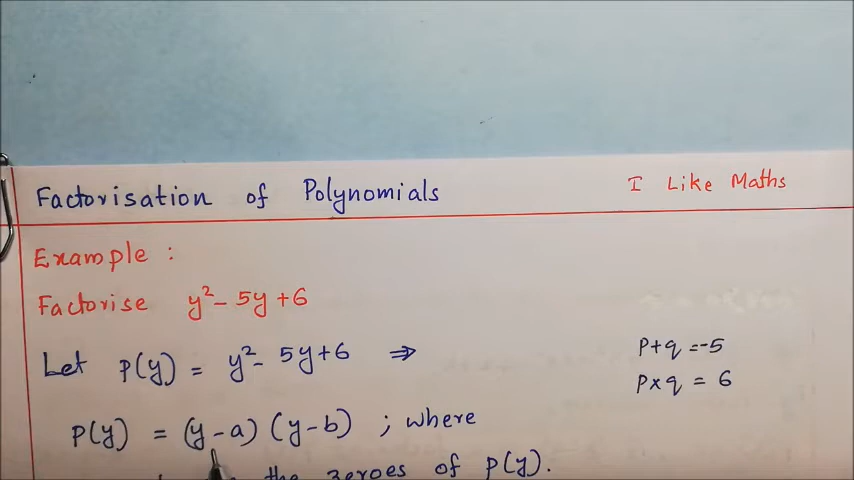 Factorisation of Polynomials I Like Maths
Example :
Factorise y² - 5y + 6
Let P(y) = y² - 5y + 6 ⇒
P+q = -5
P×q = 6
P(y) = (y - a) (y - b) ; where
the zeroes of P(y).